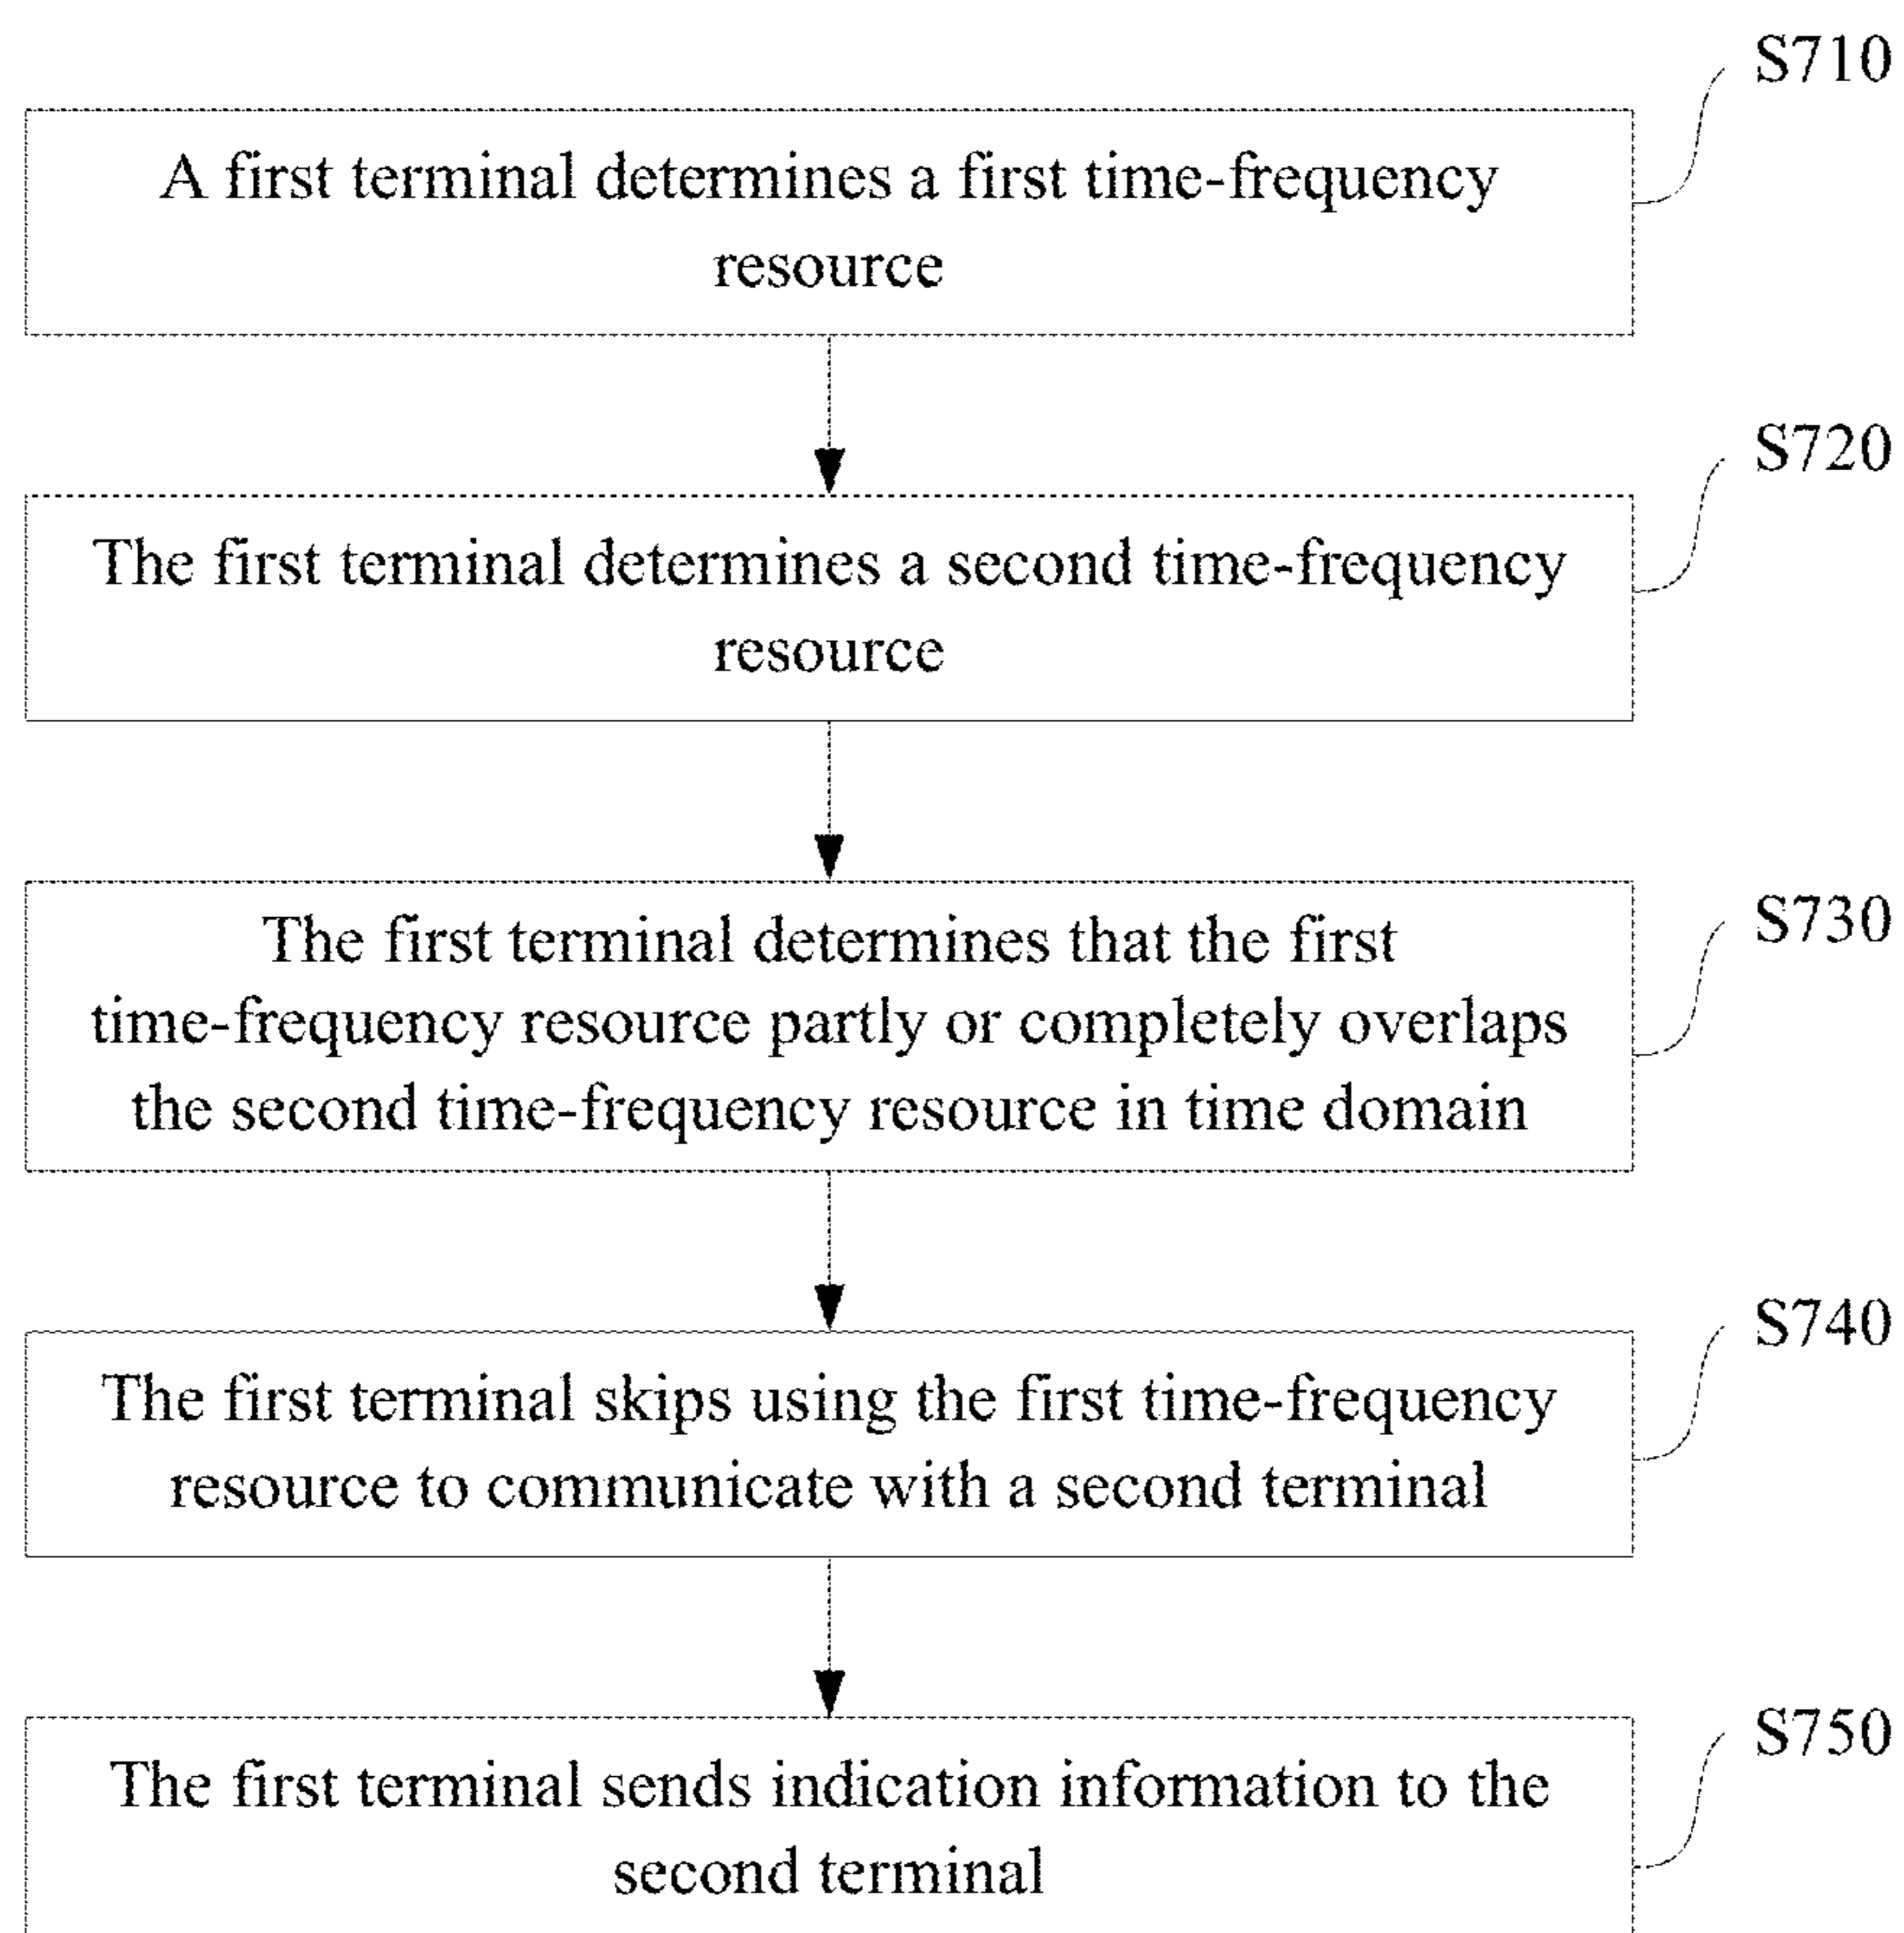 S710
A first terminal determines a first time-frequency
resource
S720
The first terminal determines a second time-frequency
resource
S730
The first terminal determines that the first
time-frequency resource partly or completely overlaps
the second time-frequency resource in time domain
S740
The first terminal skips using the first time-frequency
resource to communicate with a second terminal
S750
The first terminal sends indication information to the
second terminal